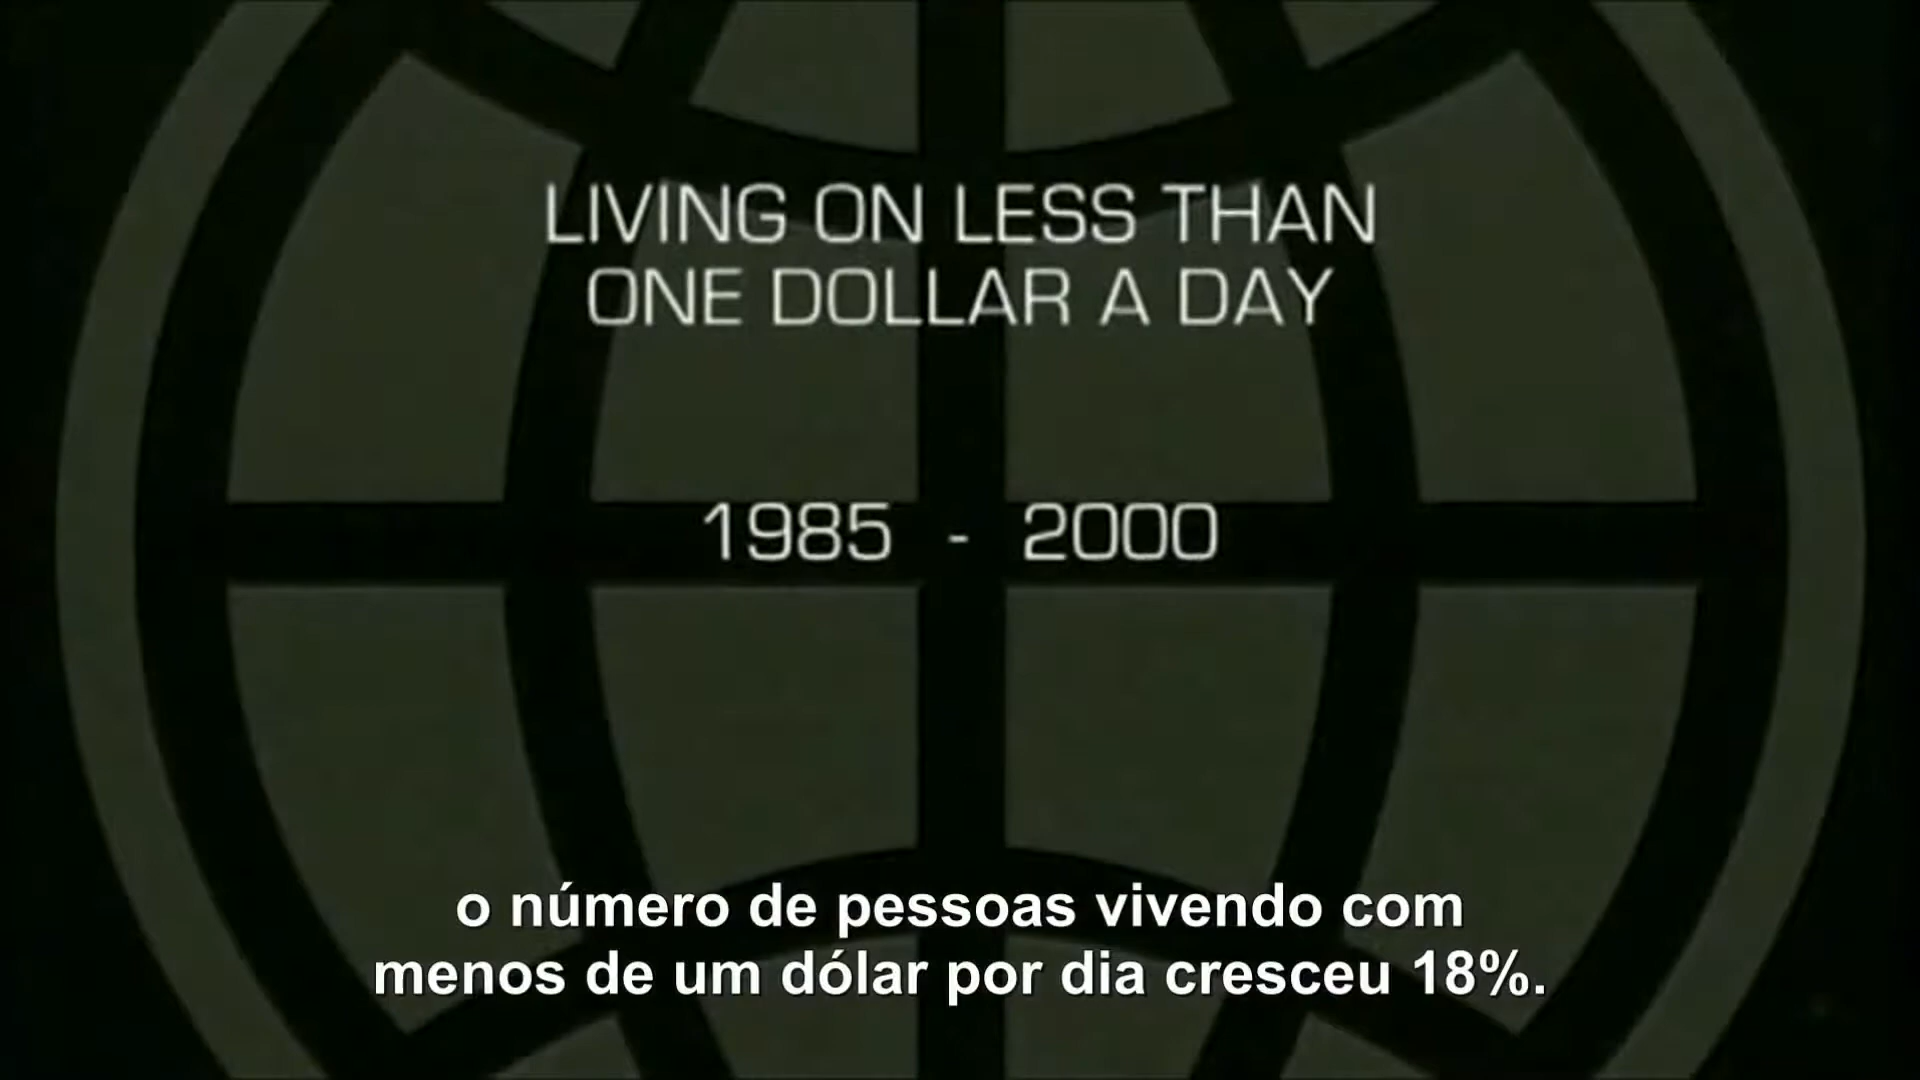 LIVING ON LESS THAN
ONE DOLLAR A DAY
1985 - 2000
o número de pessoas vivendo com
menos de um dólar por dia cresceu 18%.